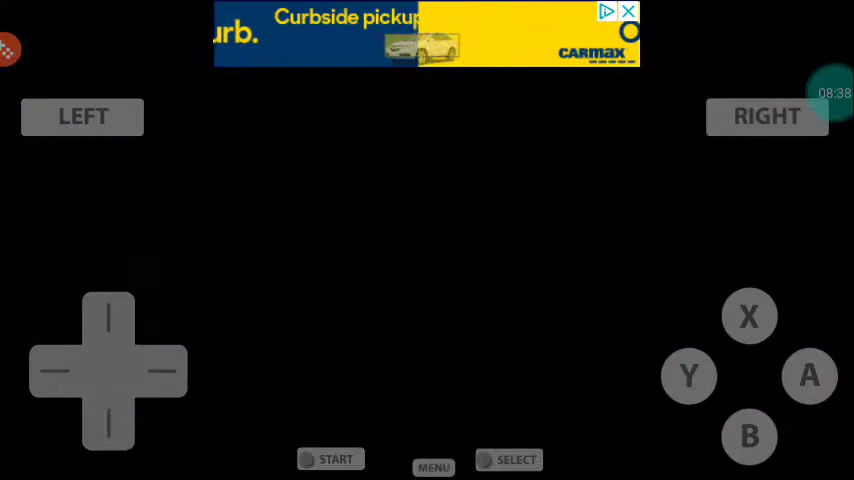 Curbside pickup
urb.
CARMAX
08:38
LEFT
RIGHT
X
Y
A
B
START
MENU
SELECT